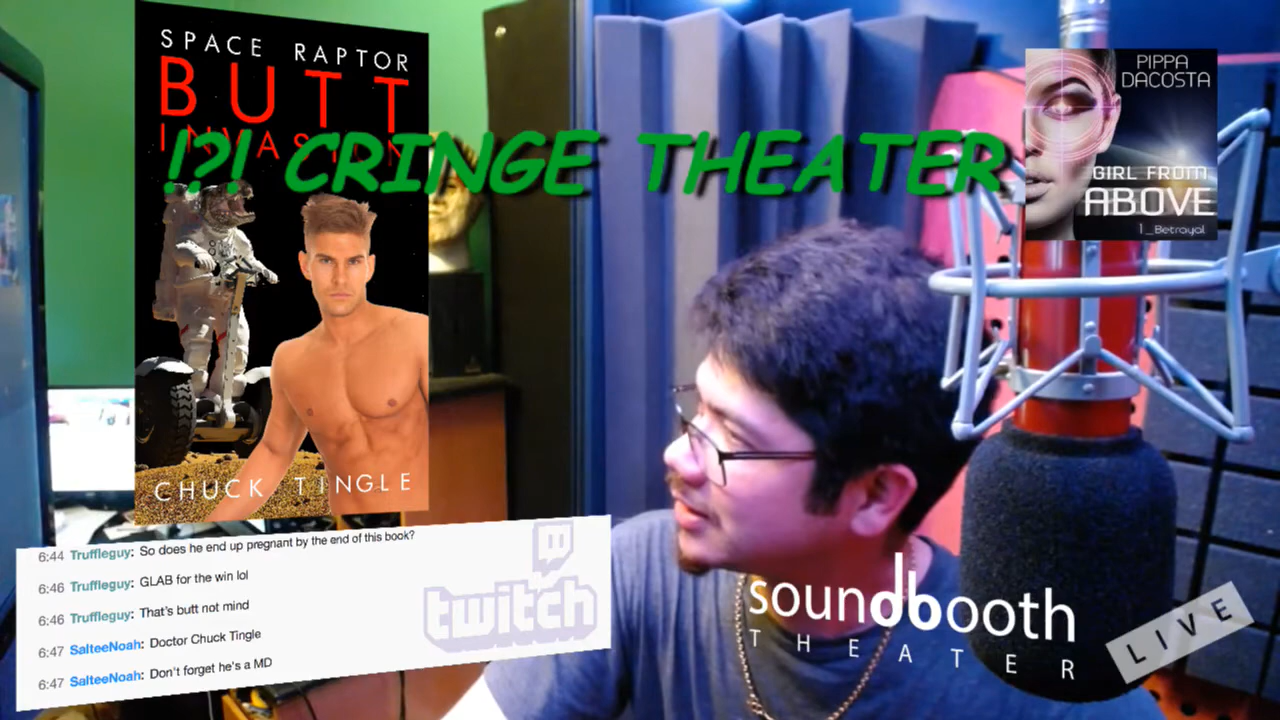 SPACE RAPTOR
BUTT
INVASION
!?! CRINGE THEATER
CHUCK TINGLE
PIPPA
DACOSTA
GIRL FROM
ABOVE
1_Betrayal
6:44 Truffleguy: So does he end up pregnant by the end of this book?
6:46 Truffleguy: GLAB for the win lol
6:46 Truffleguy: That's butt not mind
6:47 SalteeNoah: Doctor Chuck Tingle
6:47 SalteeNoah: Don't forget he's a MD
twitch
soundbooth
THEATER
LIVE